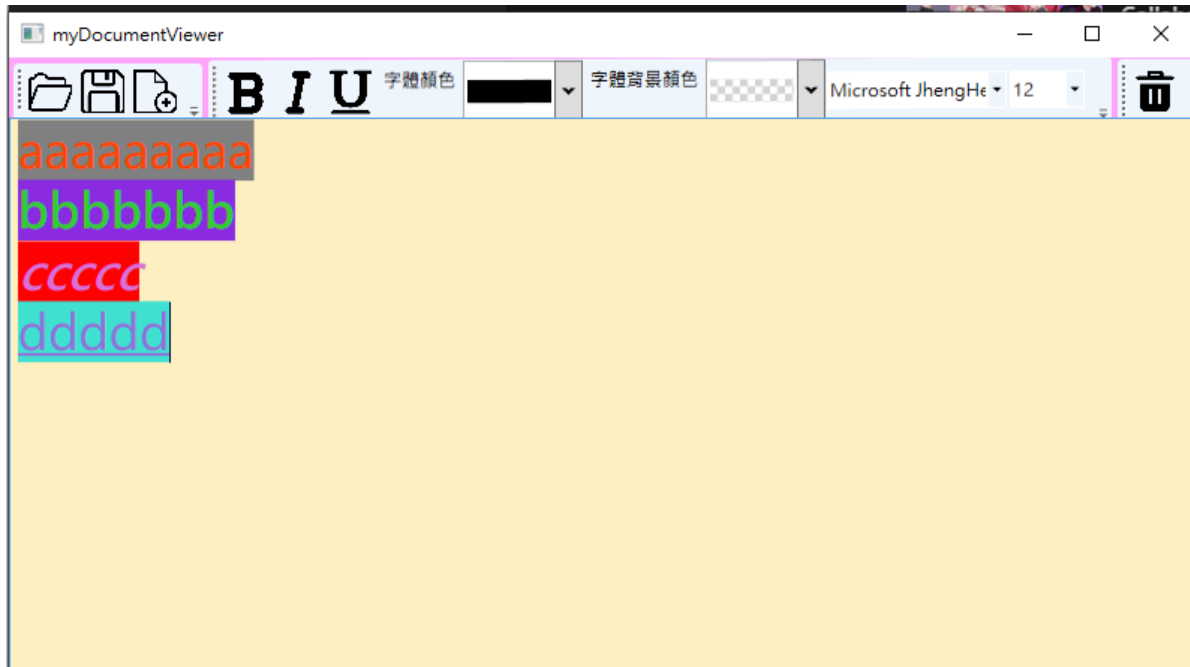 myDocumentViewer
B I U 字體顏色 字體背景顏色 Microsoft JhengHe 12
aaaaaaaaa
bbbbbbb
ccccc
ddddd